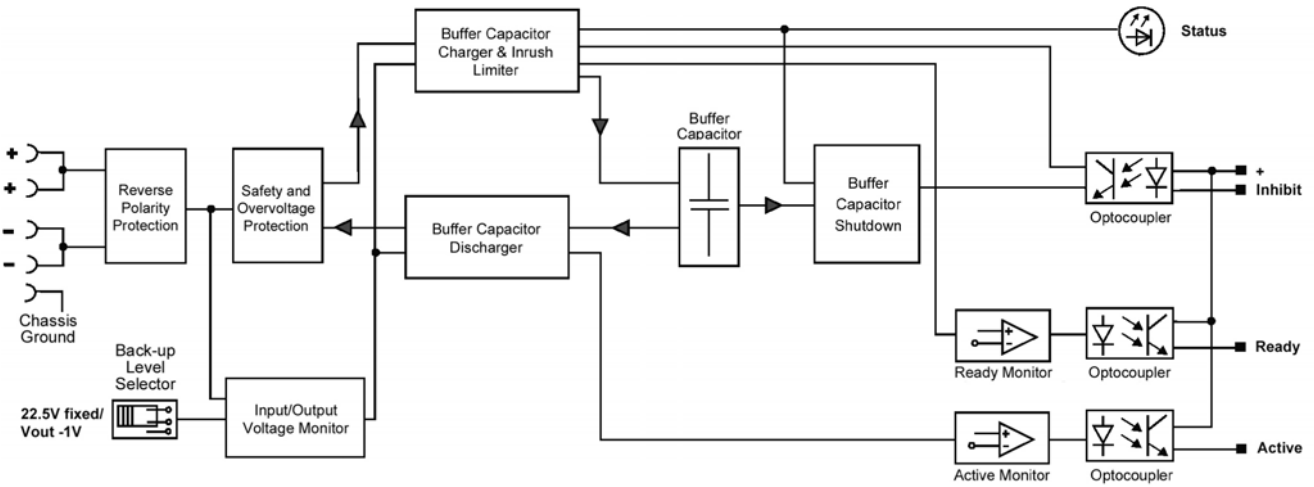 Buffer Capacitor
Charger & Inrush
Limiter
Status
Buffer
Capacitor
+
+
-
-
Reverse
Polarity
Protection
Safety and
Overvoltage
Protection
Buffer Capacitor
Discharger
Buffer
Capacitor
Shutdown
+
Inhibit
Optocoupler
Chassis
Ground
Back-up
Level
Selector
22.5V fixed/
Vout -1V
Input/Output
Voltage Monitor
Ready Monitor
Optocoupler
Ready
Active Monitor
Optocoupler
Active